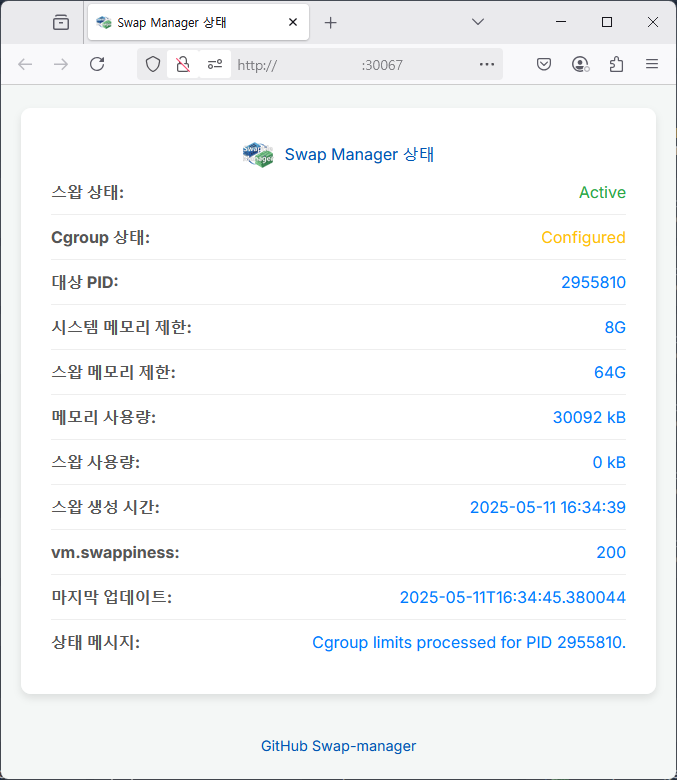 Swap Manager 상태
http:// :30067
Swap Manager 상태
스왑 상태: Active
Cgroup 상태: Configured
대상 PID: 2955810
시스템 메모리 제한: 8G
스왑 메모리 제한: 64G
메모리 사용량: 30092 kB
스왑 사용량: 0 kB
스왑 생성 시간: 2025-05-11 16:34:39
vm.swappiness: 200
마지막 업데이트: 2025-05-11T16:34:45.380044
상태 메시지: Cgroup limits processed for PID 2955810.
GitHub Swap-manager